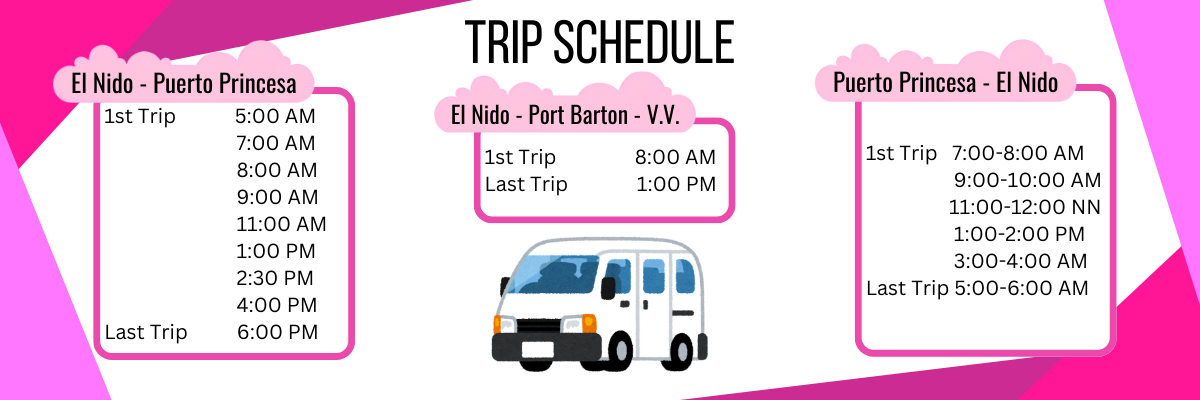 TRIP SCHEDULE
El Nido - Puerto Princesa
1st Trip 5:00 AM
7:00 AM
8:00 AM
9:00 AM
11:00 AM
1:00 PM
2:30 PM
4:00 PM
Last Trip 6:00 PM
El Nido - Port Barton - V.V.
1st Trip 8:00 AM
Last Trip 1:00 PM
Puerto Princesa - El Nido
1st Trip 7:00-8:00 AM
9:00-10:00 AM
11:00-12:00 NN
1:00-2:00 PM
3:00-4:00 AM
Last Trip 5:00-6:00 AM